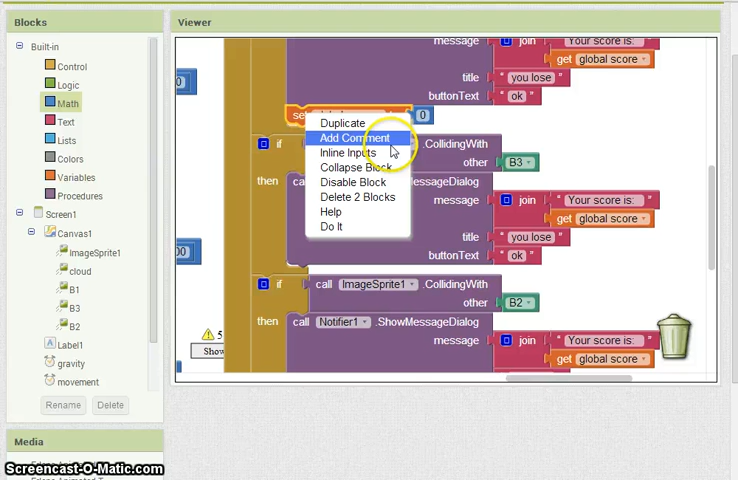 Blocks
Viewer
Built-in
Control
Logic
Math
Text
Lists
Colors
Variables
Procedures
Screen1
Canvas1
ImageSprite1
cloud
B1
B3
B2
Label1
gravity
movement
Rename
Delete
Media
message
join
" Your score is: "
get global score
title
" you lose "
buttonText
" ok "
0
Duplicate
Add Comment
Inline Inputs
Collapse Block
Disable Block
Delete 2 Blocks
Help
Do It
if
.CollidingWith
other
B3
then
MessageDialog
message
join
" Your score is: "
get global score
title
" you lose "
buttonText
" ok "
if
call ImageSprite1 .CollidingWith
other
B2
then
call Notifier1 .ShowMessageDialog
message
join
" Your score is: "
get global score
5
Show
Screencast-O-Matic.com